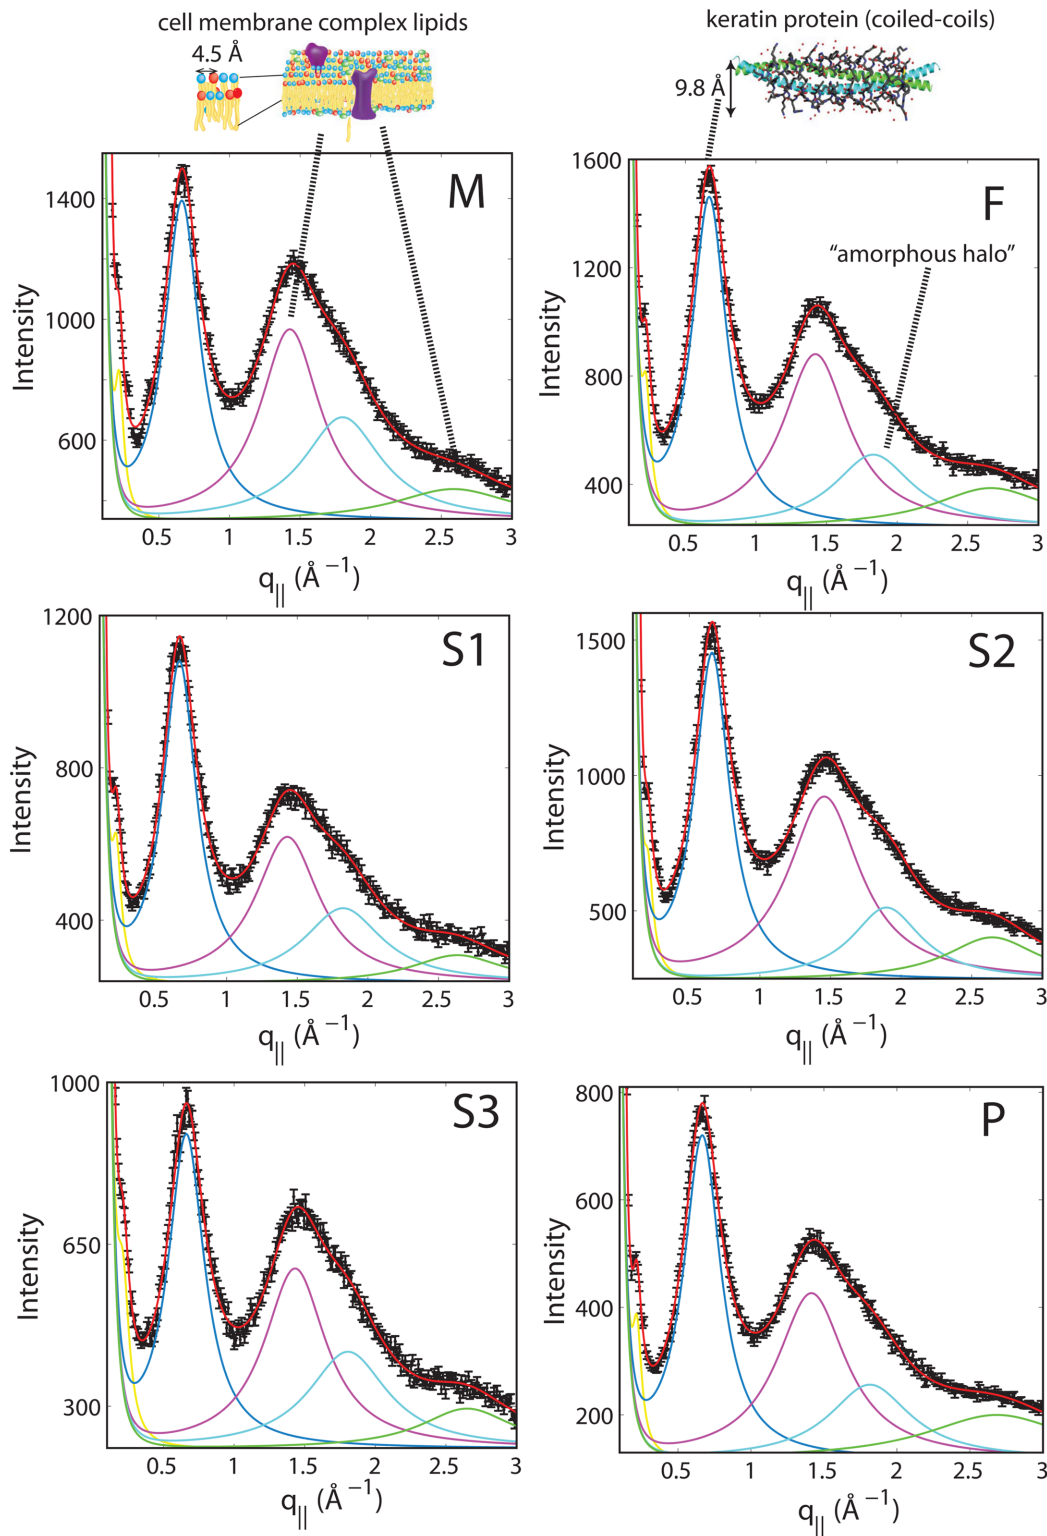 cell membrane complex lipids
keratin protein (coiled-coils)
4.5 Å
9.8 Å
M
1400
1000
600
Intensity
0.5 1 1.5 2 2.5 3
q|| (Å⁻¹)
F
"amorphous halo"
1600
1200
800
400
Intensity
0.5 1 1.5 2 2.5 3
q|| (Å⁻¹)
S1
1200
800
400
Intensity
0.5 1 1.5 2 2.5 3
q|| (Å⁻¹)
S2
1500
1000
500
Intensity
0.5 1 1.5 2 2.5 3
q|| (Å⁻¹)
S3
1000
650
300
Intensity
0.5 1 1.5 2 2.5 3
q|| (Å⁻¹)
P
800
600
400
200
Intensity
0.5 1 1.5 2 2.5 3
q|| (Å⁻¹)